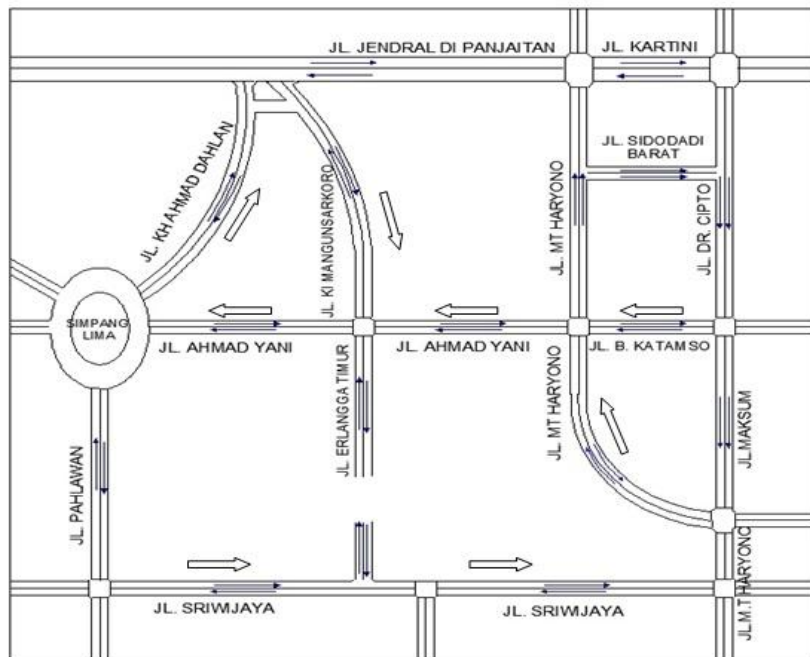 JL. JENDRAL DI PANJAITAN
JL. KARTINI
JL. SIDODADI
BARAT
JL. KH AHMAD DAHLAN
JL. KI MANGUNSARKORO
JL. MT HARYONO
JL. DR. CIPTO
SIMPANG
LIMA
JL. AHMAD YANI
JL. AHMAD YANI
JL. B. KATAMSO
JL. ERLANGGA TIMUR
JL. MT HARYONO
JL.MAKSUM
JL. PAHLAWAN
JL.M.T HARYONO
JL. SRIWIJAYA
JL. SRIWIJAYA